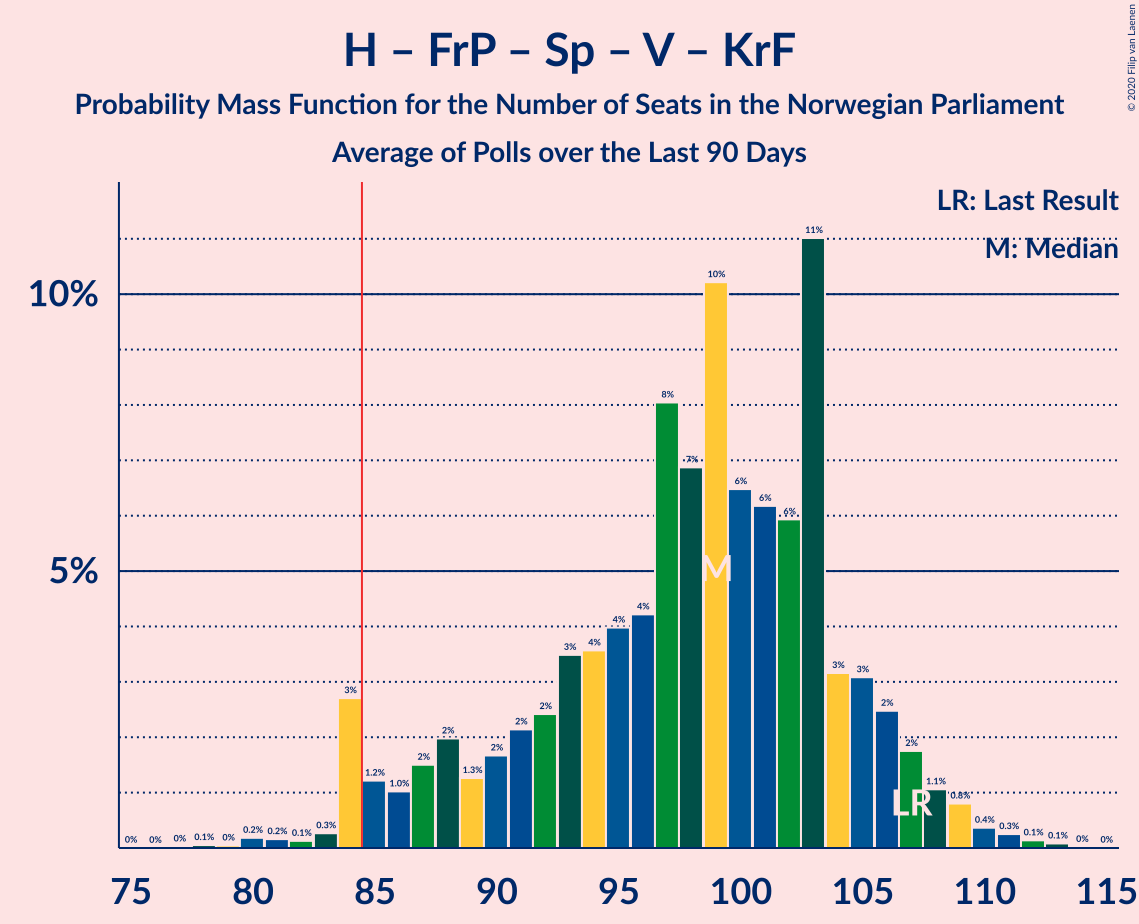 H – FrP – Sp – V – KrF
Probability Mass Function for the Number of Seats in the Norwegian Parliament
Average of Polls over the Last 90 Days
© 2020 Filip van Laenen
LR: Last Result
M: Median
10%
5%
0% 0% 0% 0.1% 0% 0.2% 0.2% 0.1% 0.3% 3% 1.2% 1.0% 2% 2% 1.3% 2% 2% 2% 3% 4% 4% 4% 8% 7% 10% 6% 6% 6% 11% 3% 3% 2% 2% 1.1% 0.8% 0.4% 0.3% 0.1% 0.1% 0% 0%
M
LR
75 80 85 90 95 100 105 110 115